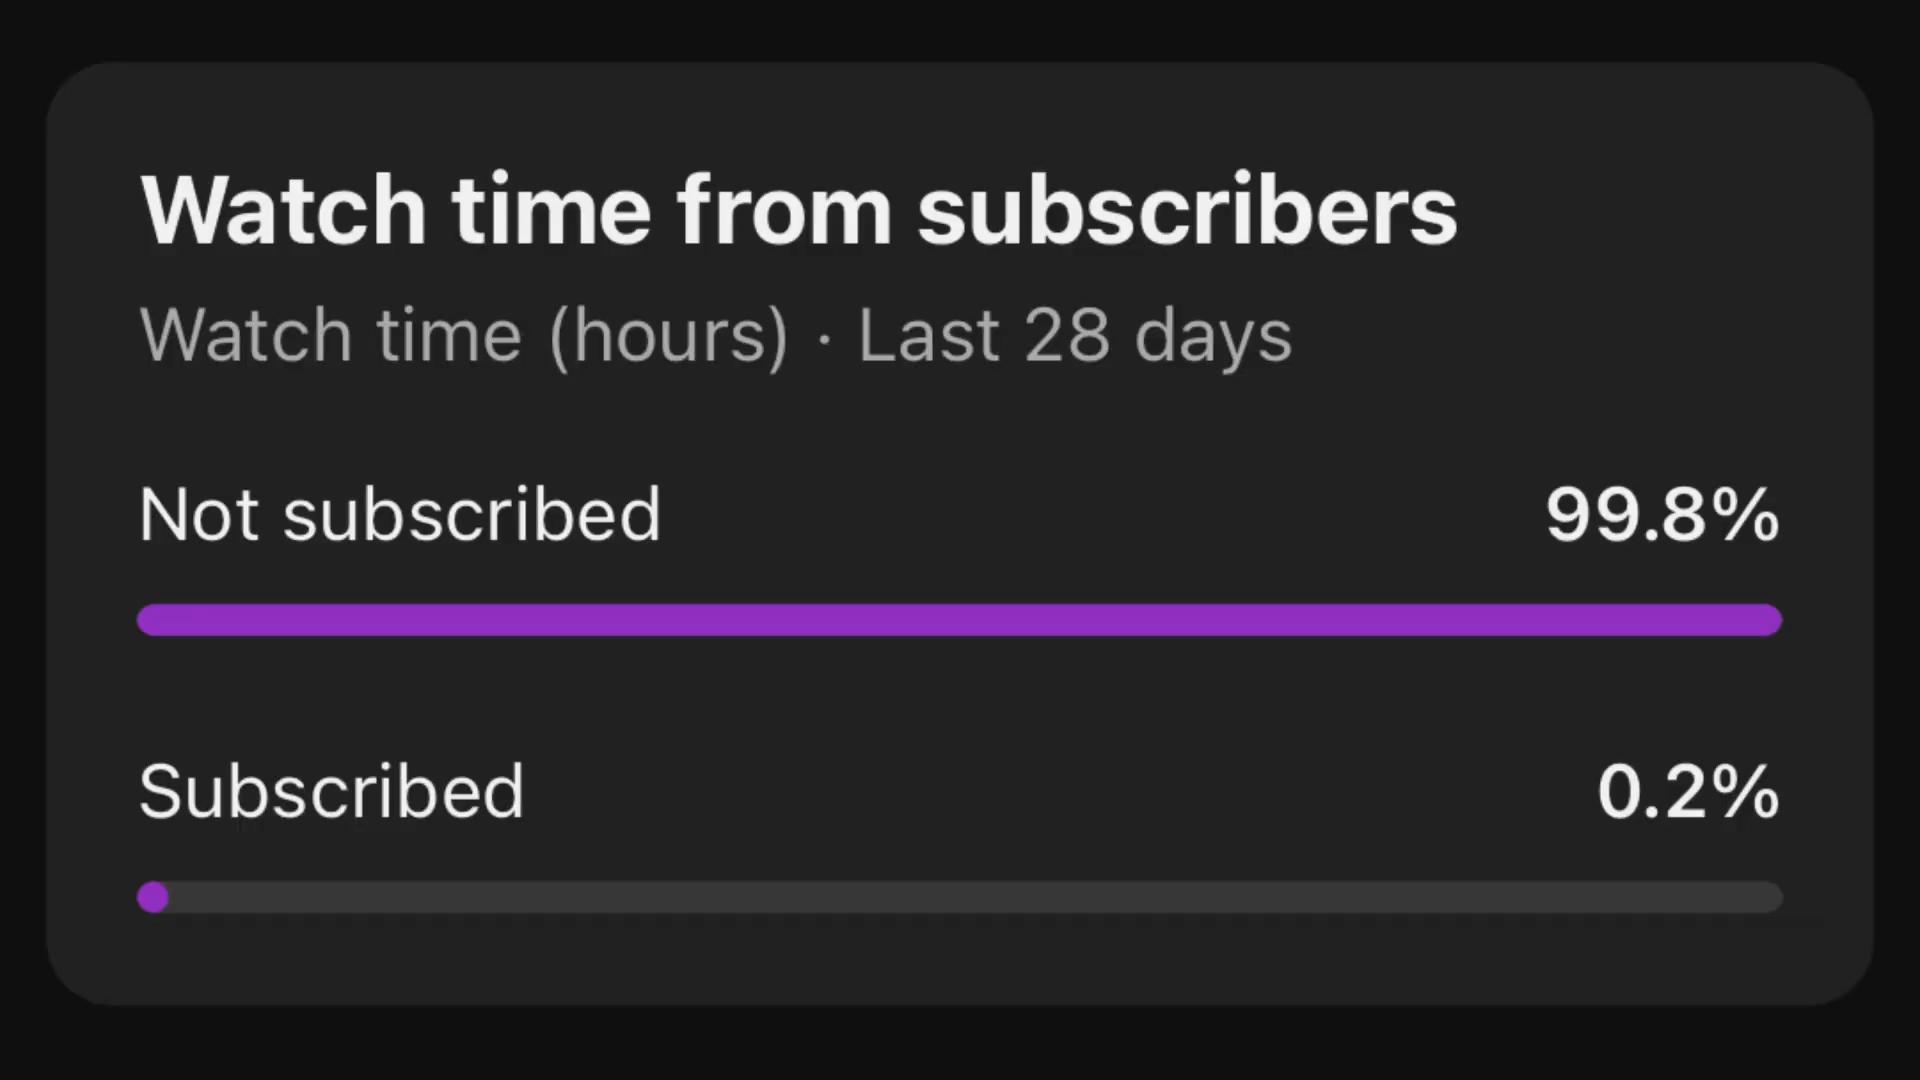 Watch time from subscribers
Watch time (hours) · Last 28 days
Not subscribed 99.8%
Subscribed 0.2%